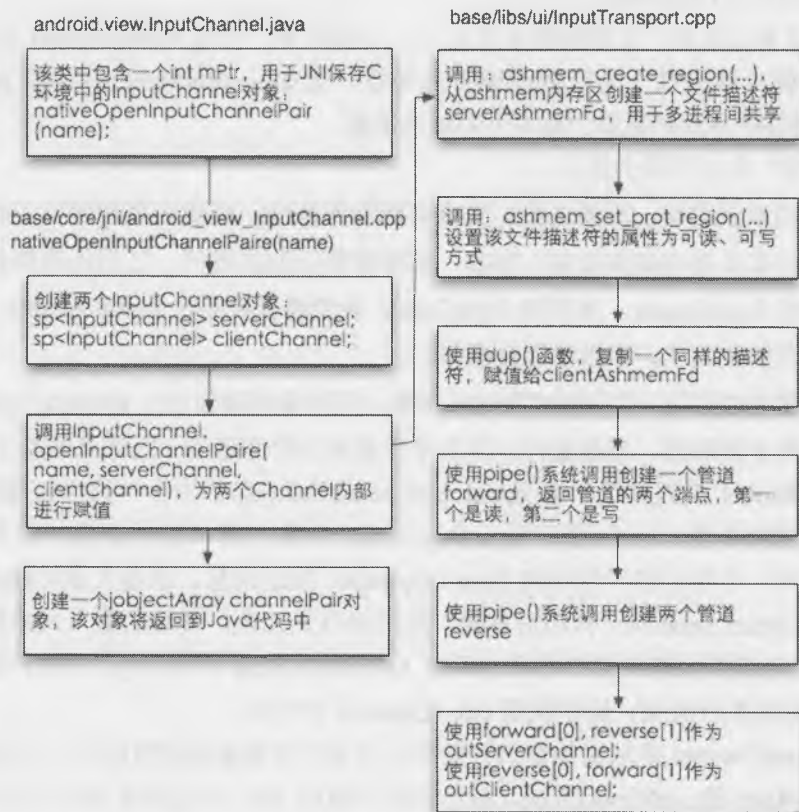 android.view.InputChannel.java
该类中包含一个int mPtr，用于JNI保存C
环境中的InputChannel对象；
nativeOpenInputChannelPair
(name);
base/core/jni/android_view_InputChannel.cpp
nativeOpenInputChannelPaire(name)
创建两个InputChannel对象：
sp<InputChannel> serverChannel;
sp<InputChannel> clientChannel;
调用InputChannel.
openInputChannelPaire(
name, serverChannel,
clientChannel)，为两个Channel内部
进行赋值
创建一个jobjectArray channelPair对
象，该对象将返回到Java代码中
base/libs/ui/InputTransport.cpp
调用：ashmem_create_region(...)，
从ashmem内存区创建一个文件描述符
serverAshmemFd，用于多进程间共享
调用：ashmem_set_prot_region(...)
设置该文件描述符的属性为可读、可写
方式
使用dup()函数，复制一个同样的描述
符，赋值给clientAshmemFd
使用pipe()系统调用创建一个管道
forward，返回管道的两个端点，第一
个是读，第二个是写
使用pipe()系统调用创建两个管道
reverse
使用forward[0], reverse[1]作为
outServerChannel;
使用reverse[0], forward[1]作为
outClientChannel;